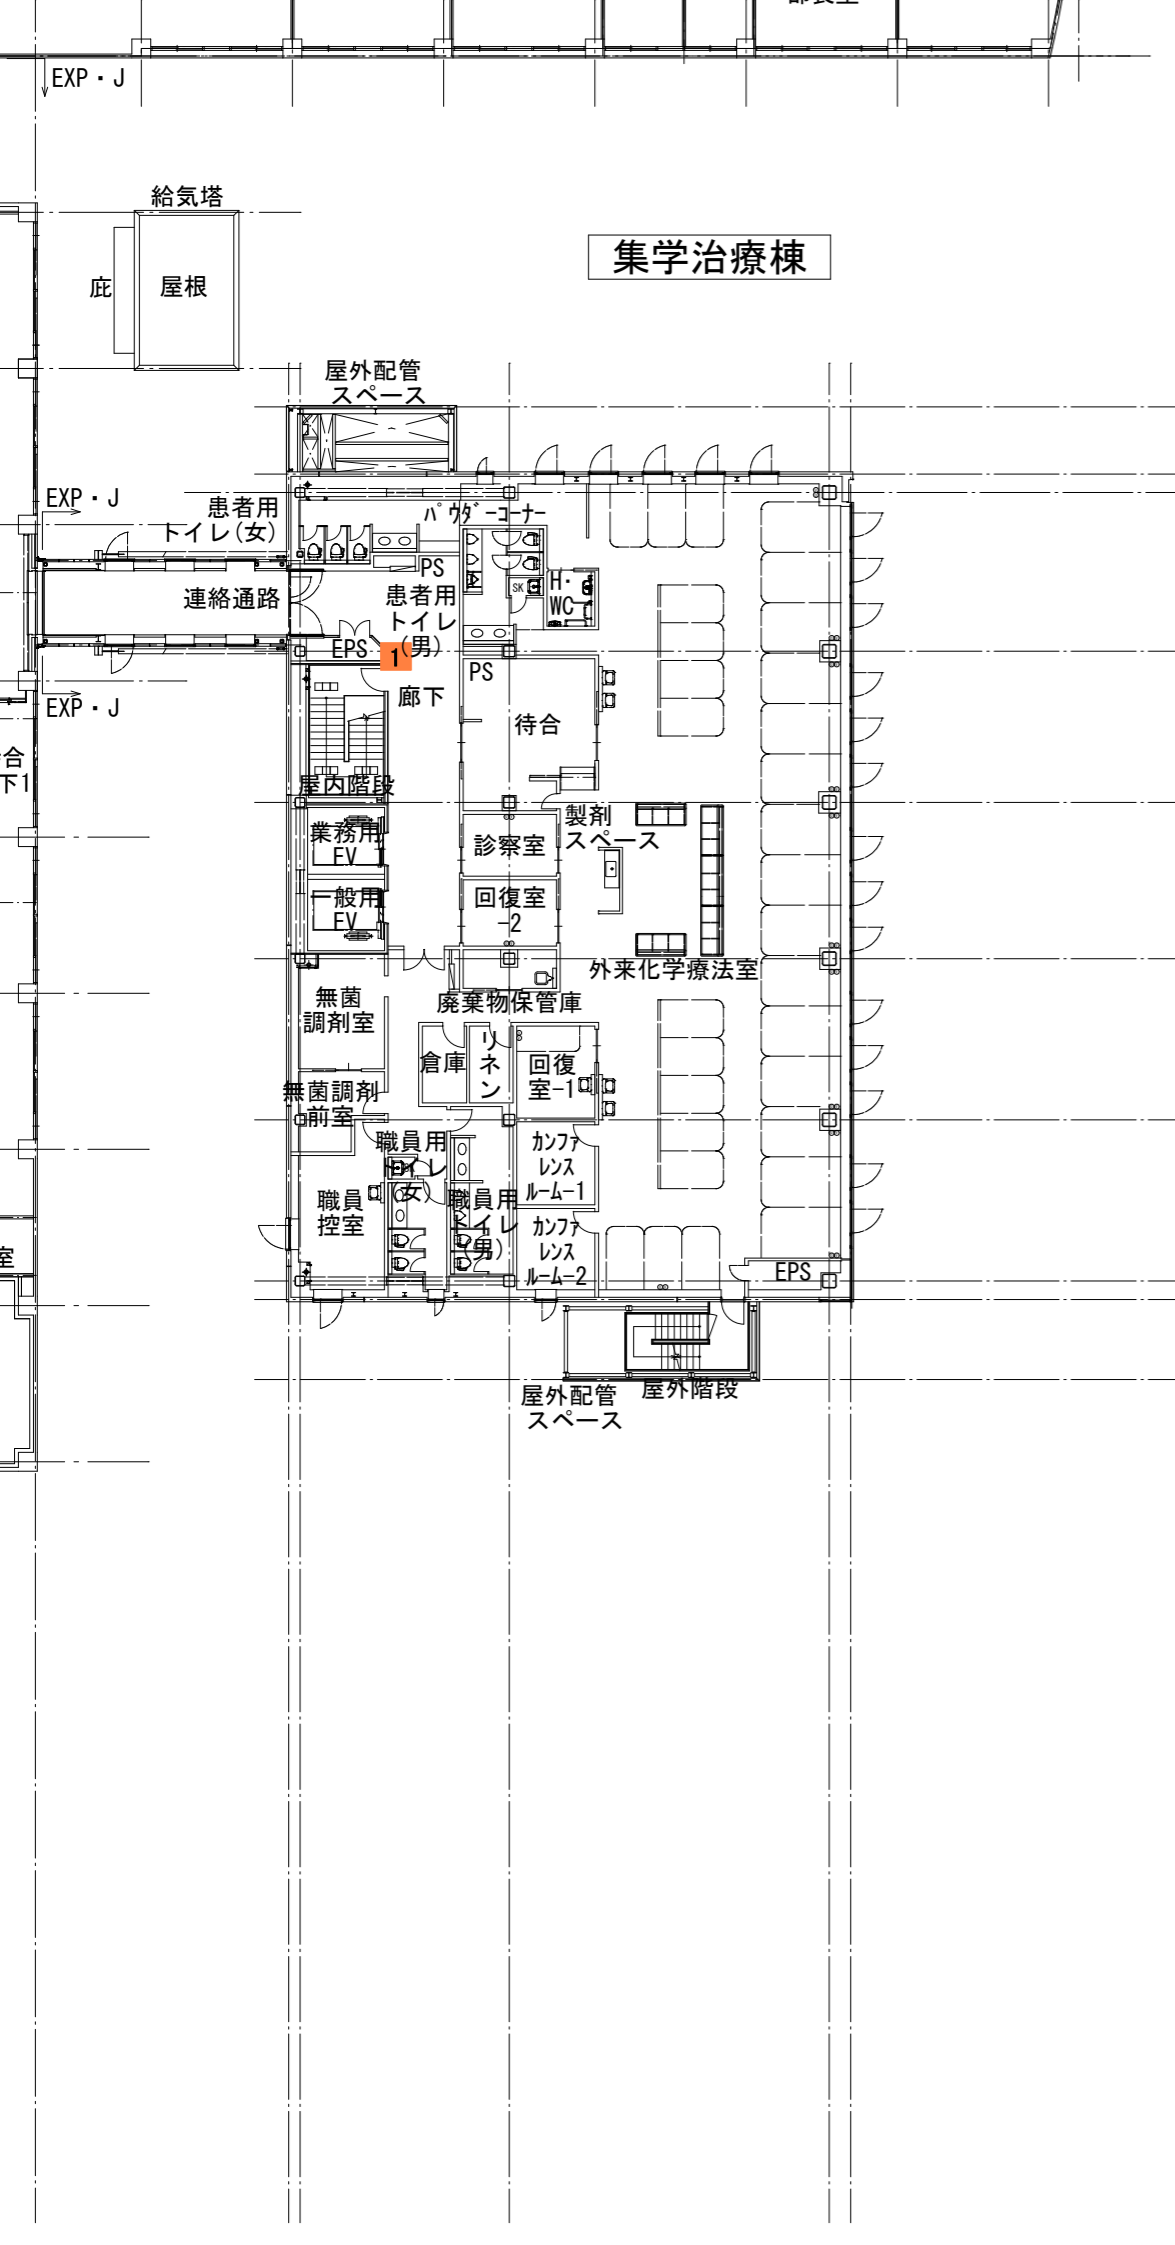 EXP・J
給気塔
集学治療棟
庇
屋根
屋外配管
スペース
EXP・J
患者用
トイレ(女)
パウダーコーナー
PS
連絡通路
患者用
トイレ
(男)
SK
H・
WC
EPS
1
PS
EXP・J
廊下
待合
合
下1
屋内階段
製剤
スペース
業務用
EV
診察室
一般用
EV
回復室
-2
外来化学療法室
無菌
調剤室
廃棄物保管庫
倉庫
リネン
回復
室-1
無菌調剤
前室
職員用
トイレ
(女)
カンファ
レンス
ルーム-1
職員
控室
職員用
トイレ
(男)
カンファ
レンス
ルーム-2
室
EPS
屋外配管
スペース
屋外階段